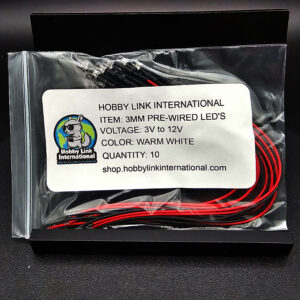 HOBBY LINK INTERNATIONAL
ITEM: 3MM PRE-WIRED LED'S
VOLTAGE: 3V to 12V
COLOR: WARM WHITE
QUANTITY: 10
shop.hobbylinkinternational.com
Hobby Link
International